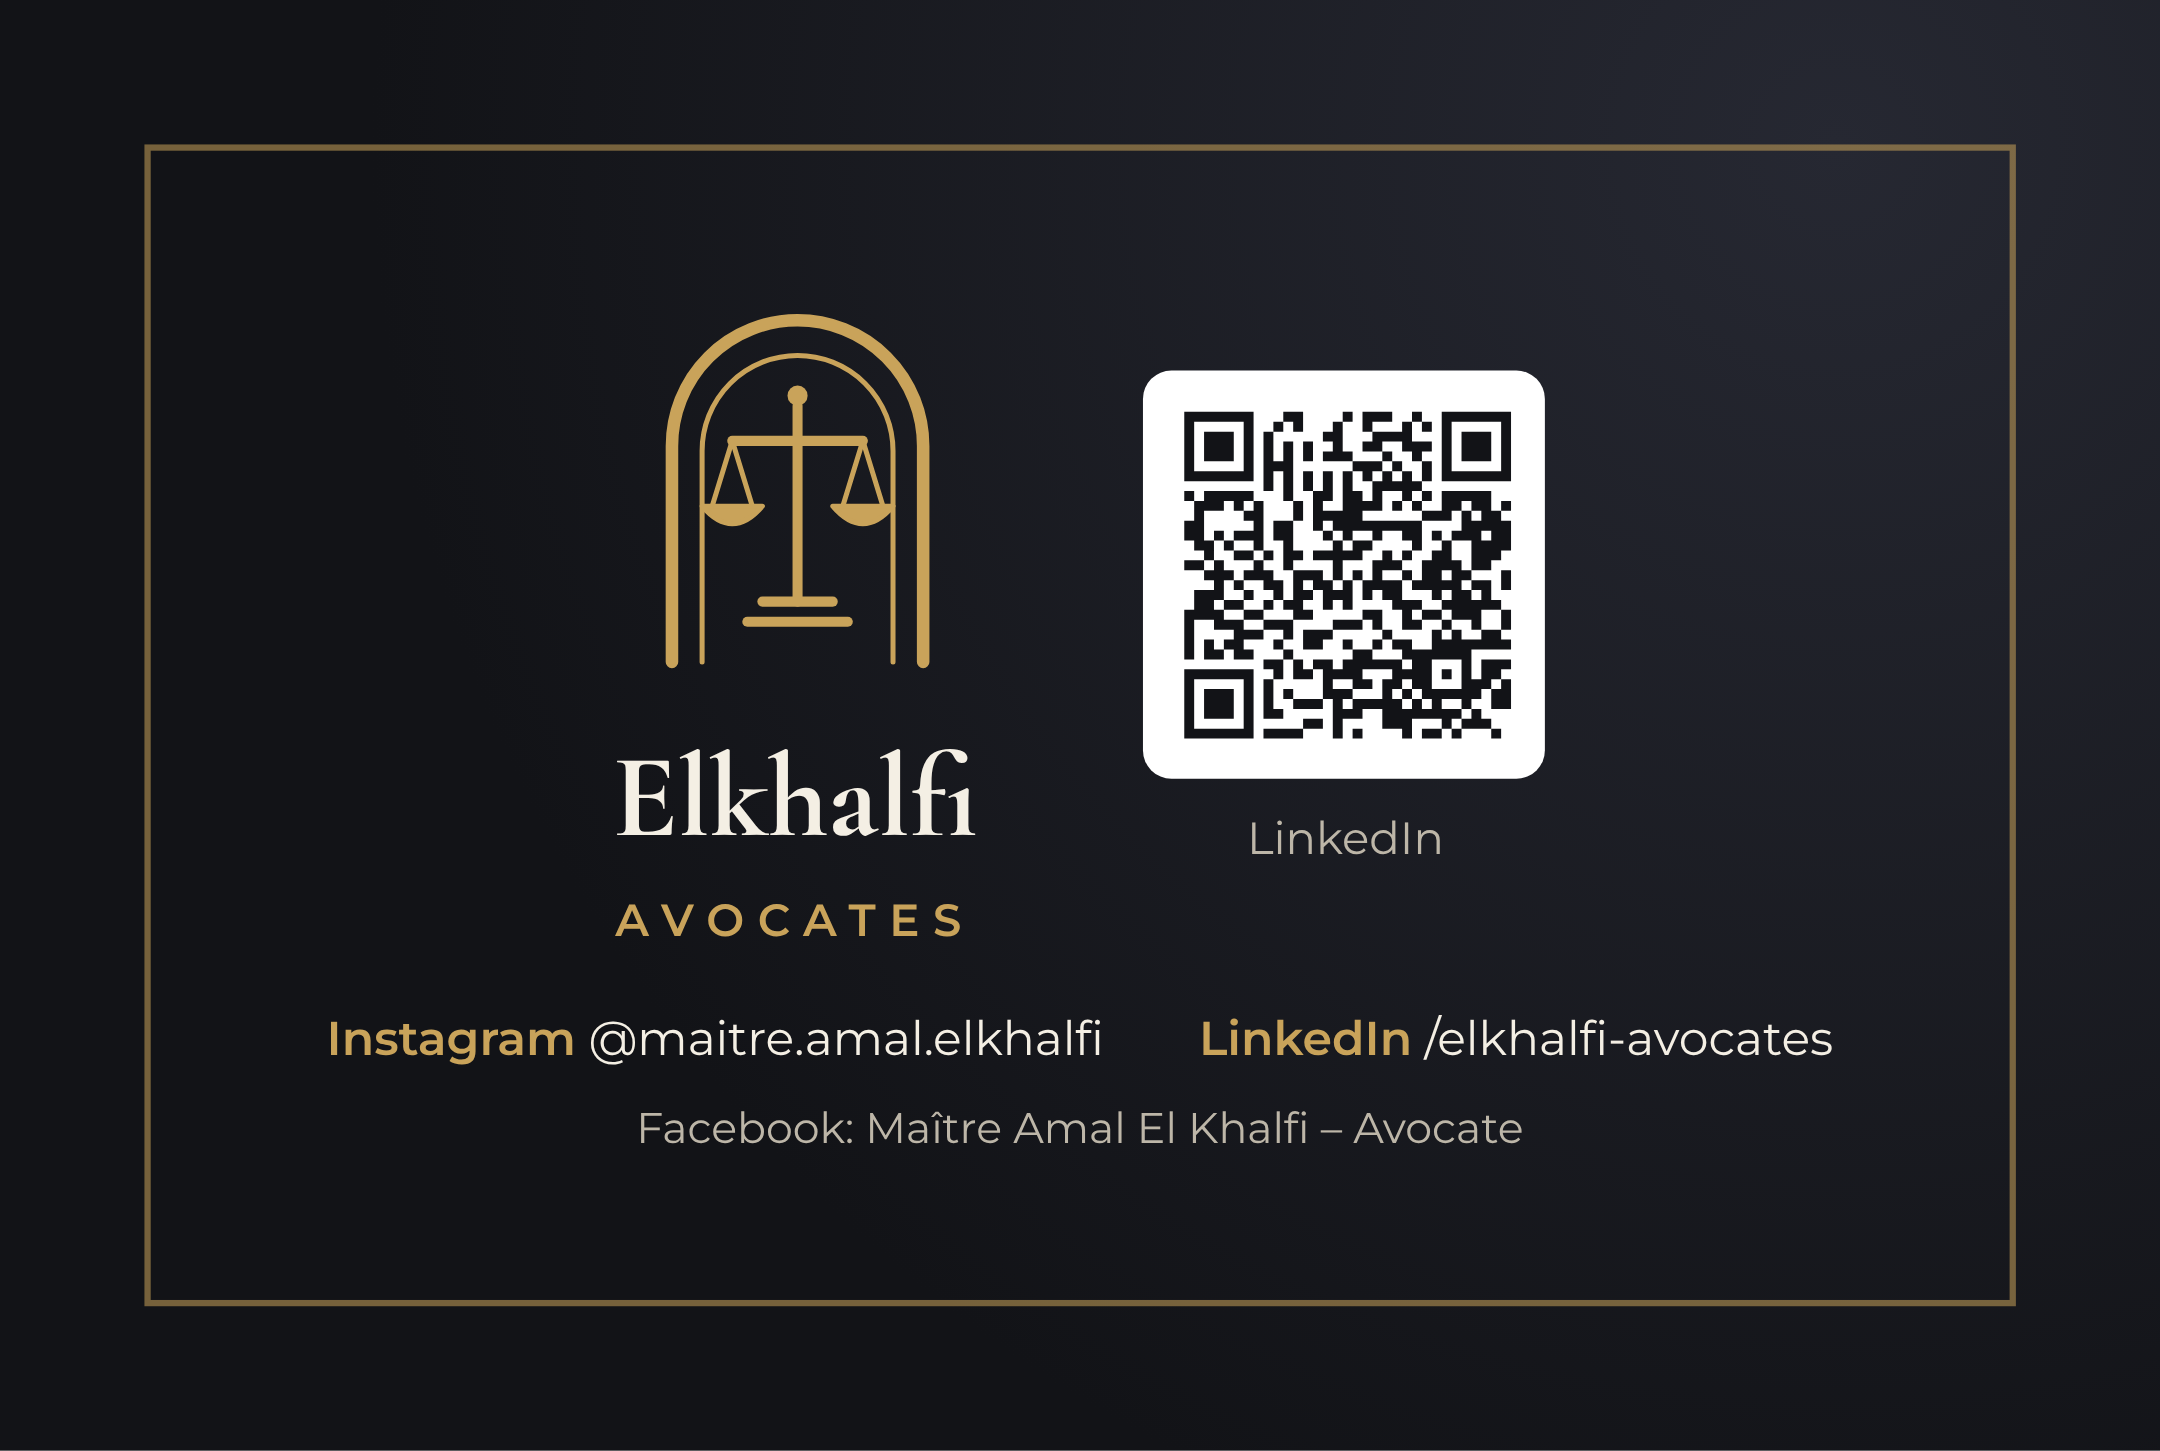 Elkhalfi
AVOCATES
LinkedIn
Instagram @maitre.amal.elkhalfi LinkedIn /elkhalfi-avocates
Facebook: Maître Amal El Khalfi – Avocate